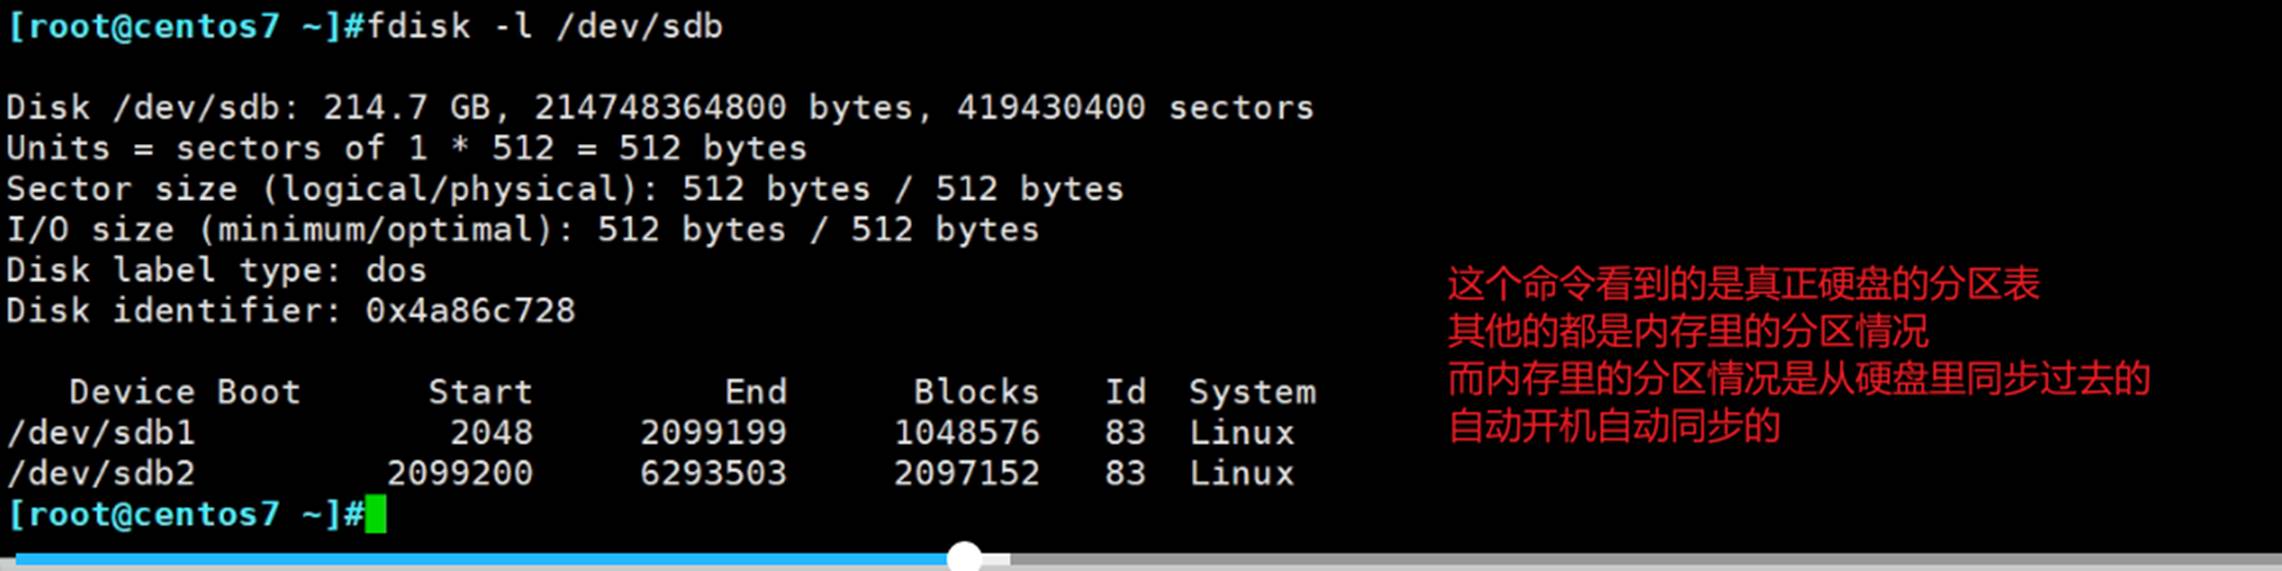 [root@centos7 ~]#fdisk -l /dev/sdb
Disk /dev/sdb: 214.7 GB, 214748364800 bytes, 419430400 sectors
Units = sectors of 1 * 512 = 512 bytes
Sector size (logical/physical): 512 bytes / 512 bytes
I/O size (minimum/optimal): 512 bytes / 512 bytes
Disk label type: dos
Disk identifier: 0x4a86c728
这个命令看到的是真正硬盘的分区表
其他的都是内存里的分区情况
而内存里的分区情况是从硬盘里同步过去的
自动开机自动同步的
Device Boot Start End Blocks Id System
/dev/sdb1 2048 2099199 1048576 83 Linux
/dev/sdb2 2099200 6293503 2097152 83 Linux
[root@centos7 ~]#